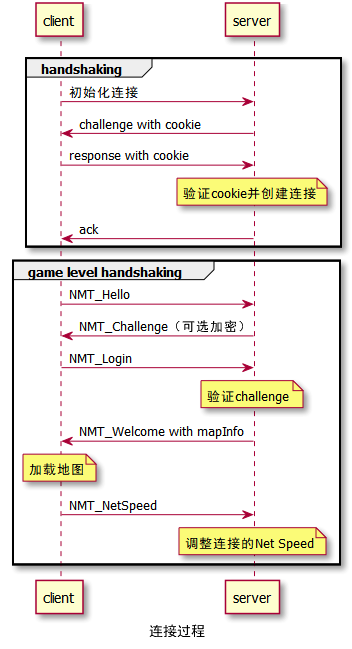 client server
handshaking
初始化连接
challenge with cookie
response with cookie
验证cookie并创建连接
ack
game level handshaking
NMT_Hello
NMT_Challenge（可选加密）
NMT_Login
验证challenge
NMT_Welcome with mapInfo
加载地图
NMT_NetSpeed
调整连接的Net Speed
client server
连接过程